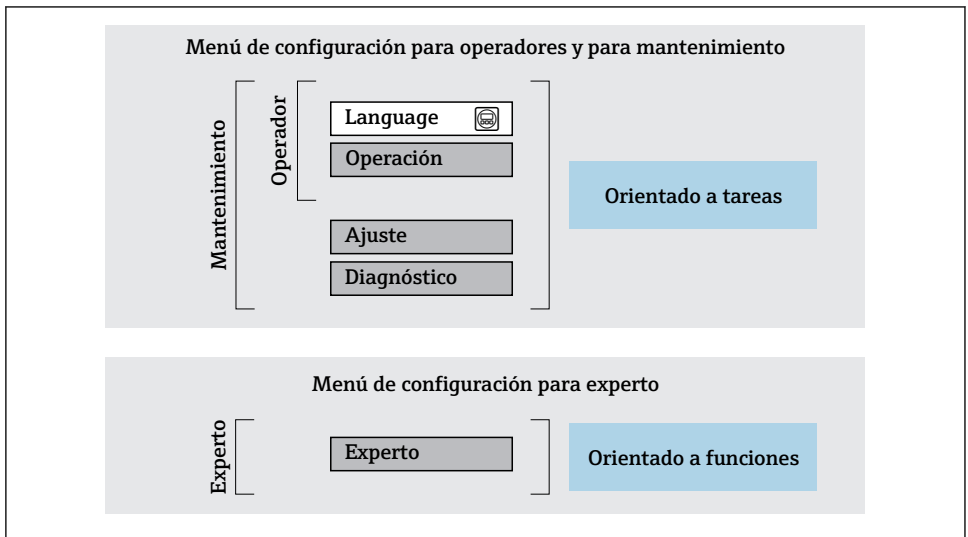 Menú de configuración para operadores y para mantenimiento
Mantenimiento
Operador
Language
Operación
Ajuste
Diagnóstico
Orientado a tareas
Menú de configuración para experto
Experto
Experto
Orientado a funciones